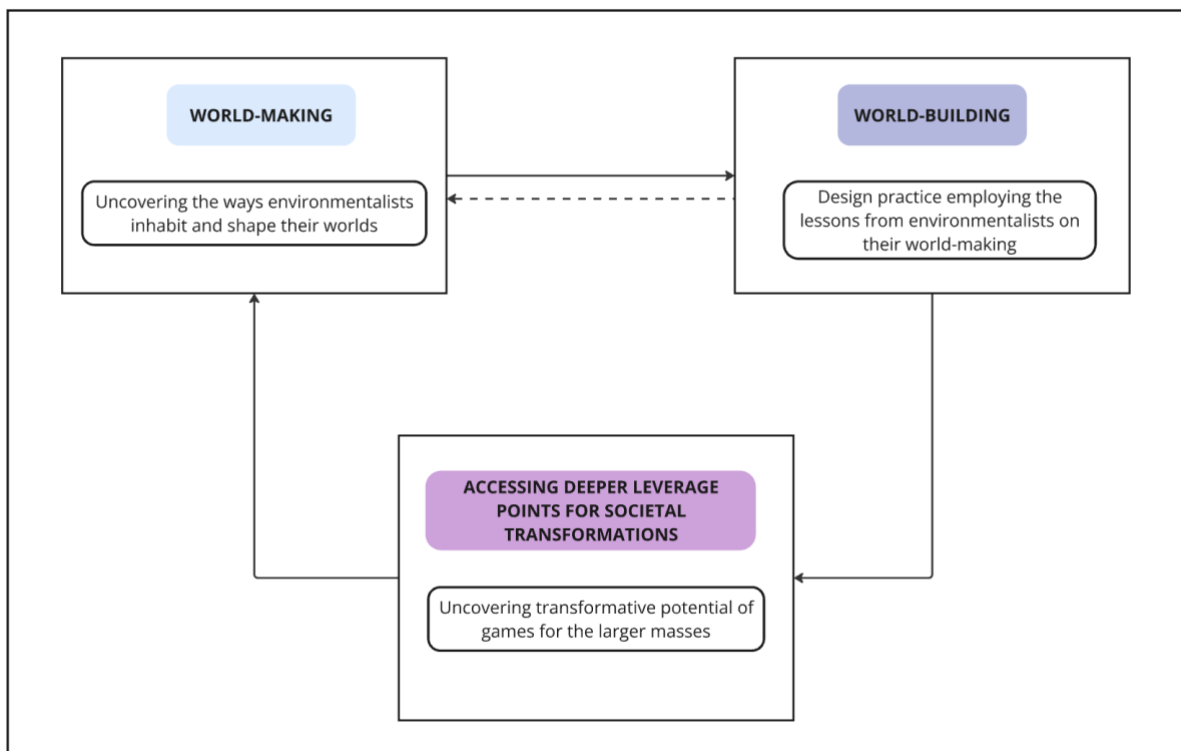 WORLD-MAKING
Uncovering the ways environmentalists
inhabit and shape their worlds
WORLD-BUILDING
Design practice employing the
lessons from environmentalists on
their world-making
ACCESSING DEEPER LEVERAGE
POINTS FOR SOCIETAL
TRANSFORMATIONS
Uncovering transformative potential of
games for the larger masses